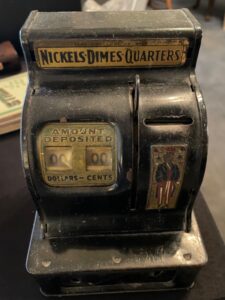 NICKELS-DIMES-QUARTERS
AMOUNT
DEPOSITED
00 00
DOLLARS - CENTS